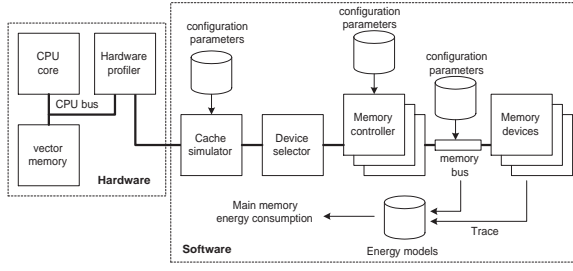 CPU
core
Hardware
profiler
CPU bus
vector
memory
Hardware
configuration
parameters
Cache
simulator
Device
selector
configuration
parameters
Memory
controller
configuration
parameters
memory
bus
Memory
devices
Main memory
energy consumption
Energy models
Trace
Software